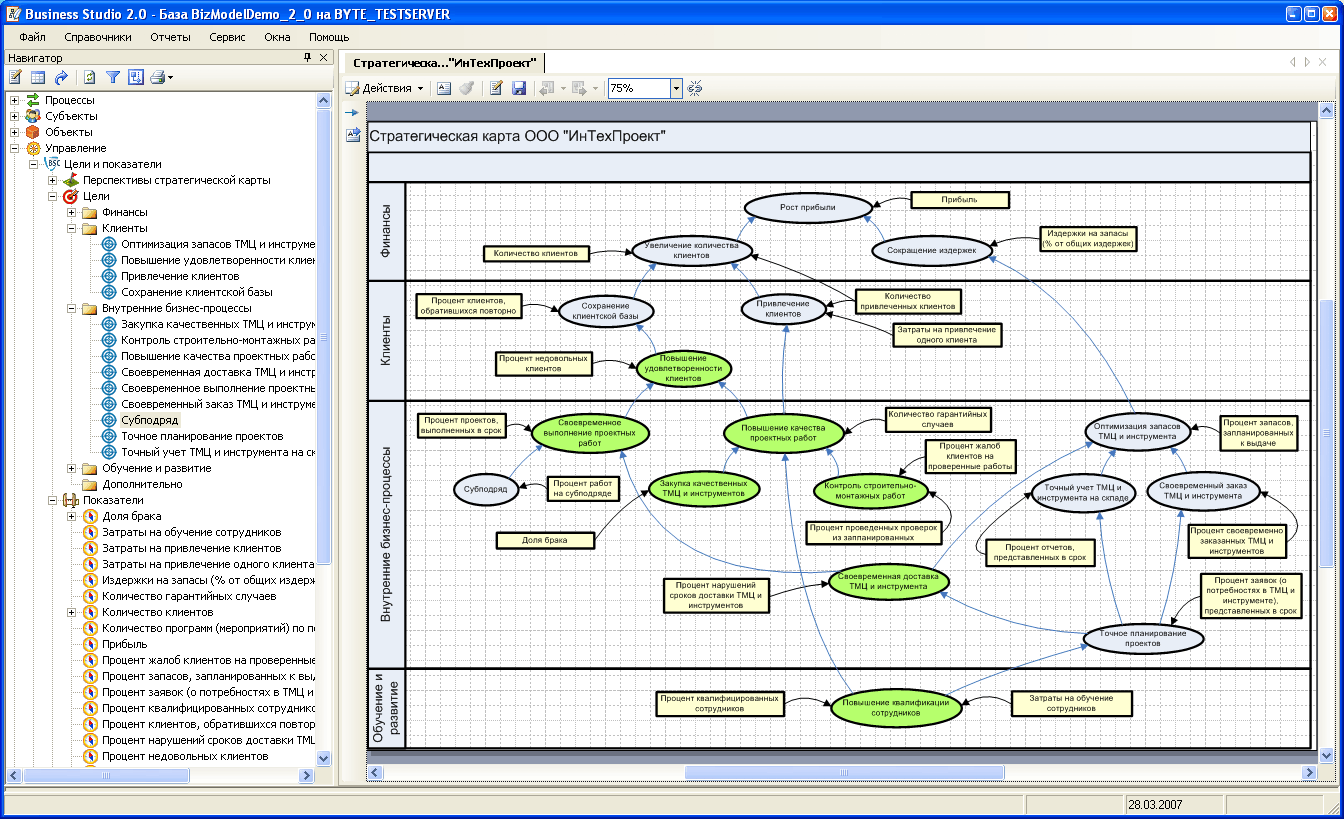 Business Studio 2.0 - База BizModelDemo_2_0 на BYTE_TESTSERVER
Файл Справочники Отчеты Сервис Окна Помощь
Навигатор
Процессы
Субъекты
Объекты
Управление
BSC Цели и показатели
Перспективы стратегической карты
Цели
Финансы
Клиенты
Оптимизация запасов ТМЦ и инструме
Повышение удовлетворенности клиен
Привлечение клиентов
Сохранение клиентской базы
Внутренние бизнес-процессы
Закупка качественных ТМЦ и инструм
Контроль строительно-монтажных ра
Повышение качества проектных рабо
Своевременная доставка ТМЦ и инстр
Своевременное выполнение проектны
Своевременный заказ ТМЦ и инструме
Субподряд
Точное планирование проектов
Точный учет ТМЦ и инструмента на ск
Обучение и развитие
Дополнительно
Показатели
Доля брака
Затраты на обучение сотрудников
Затраты на привлечение клиентов
Затраты на привлечение одного клиента
Издержки на запасы (% от общих издерж
Количество гарантийных случаев
Количество клиентов
Количество программ (мероприятий) по п
Прибыль
Процент жалоб клиентов на проверенные
Процент запасов, запланированных к выд
Процент заявок (о потребностях в ТМЦ и
Процент квалифицированных сотрудников
Процент клиентов, обратившихся повтор
Процент нарушений сроков доставки ТМЦ
Процент недовольных клиентов
Стратегическа..."ИнТехПроект"
Действия
75%
Стратегическая карта ООО "ИнТехПроект"
Финансы
Рост прибыли
Прибыль
Количество клиентов
Увеличение количества
клиентов
Сокращение издержек
Издержки на запасы
(% от общих издержек)
Клиенты
Процент клиентов,
обратившихся повторно
Сохранение
клиентской базы
Привлечение
клиентов
Количество
привлеченных клиентов
Затраты на привлечение
одного клиента
Процент недовольных
клиентов
Повышение
удовлетворенности
клиентов
Внутренние бизнес-процессы
Процент проектов,
выполненных в срок
Своевременное
выполнение проектных
работ
Повышение качества
проектных работ
Количество гарантийных
случаев
Оптимизация запасов
ТМЦ и инструмента
Процент запасов,
запланированных
к выдаче
Процент жалоб
клиентов на
проверенные работы
Субподряд
Процент работ
на субподряде
Закупка качественных
ТМЦ и инструментов
Контроль строительно-
монтажных работ
Точный учет ТМЦ и
инструмента на складе
Своевременный заказ
ТМЦ и инструмента
Доля брака
Процент проведенных проверок
из запланированных
Процент отчетов,
представленных в срок
Процент своевременно
заказанных ТМЦ и
инструментов
Процент нарушений
сроков доставки ТМЦ и
инструментов
Своевременная доставка
ТМЦ и инструмента
Процент заявок (о
потребностях в ТМЦ и
инструменте),
представленных в срок
Точное планирование
проектов
Обучение и
развитие
Процент квалифицированных
сотрудников
Повышение квалификации
сотрудников
Затраты на обучение
сотрудников
28.03.2007